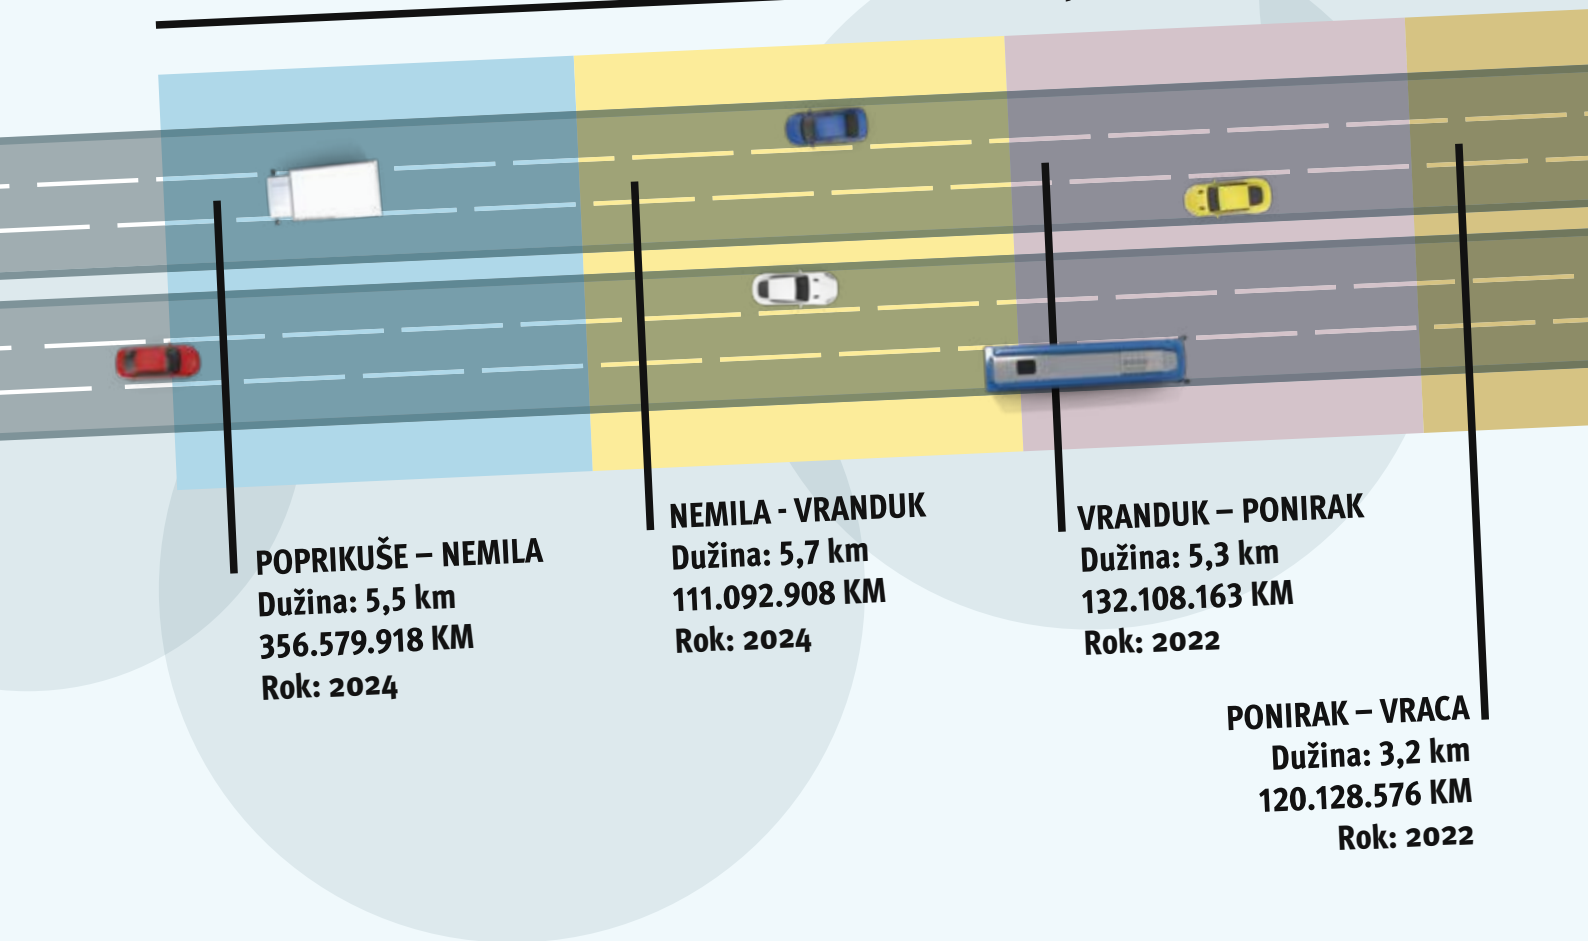 POPRIKUŠE – NEMILA
Dužina: 5,5 km
356.579.918 KM
Rok: 2024
NEMILA - VRANDUK
Dužina: 5,7 km
111.092.908 KM
Rok: 2024
VRANDUK – PONIRAK
Dužina: 5,3 km
132.108.163 KM
Rok: 2022
PONIRAK – VRACA
Dužina: 3,2 km
120.128.576 KM
Rok: 2022